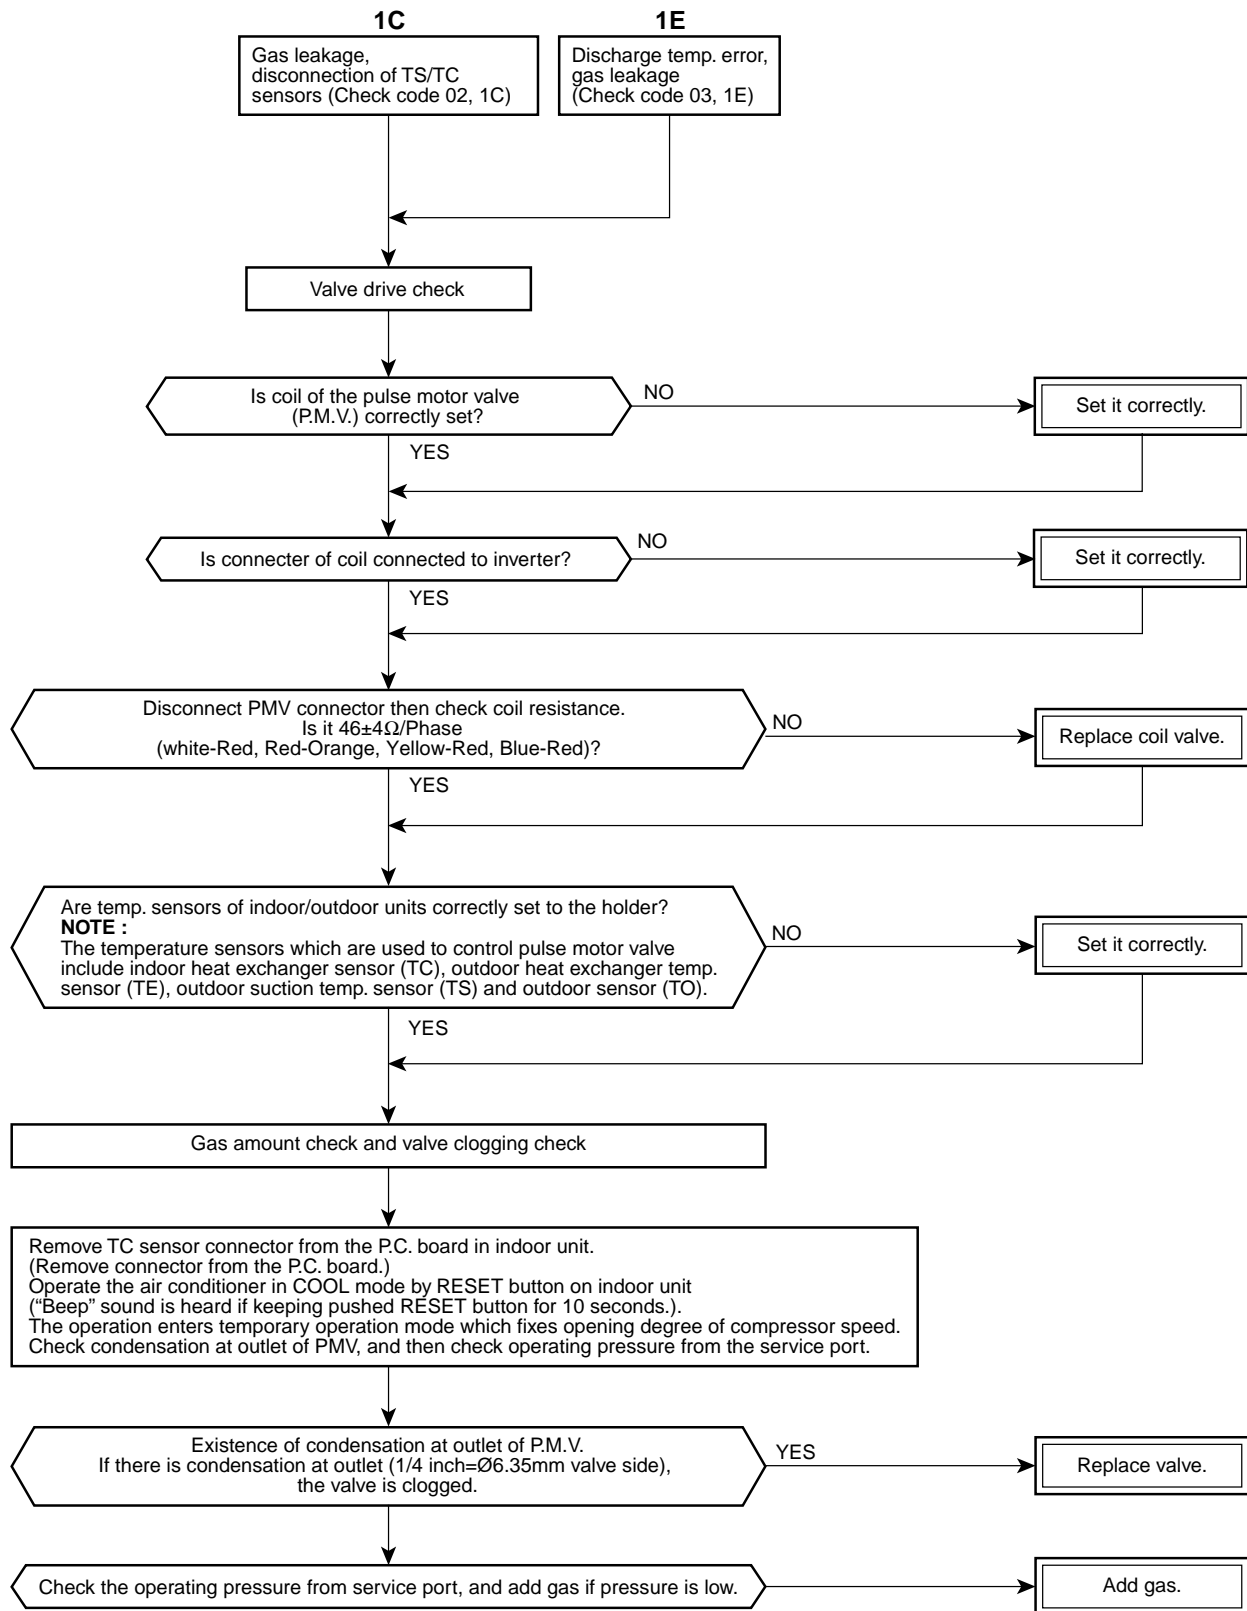 1C
1E
Gas leakage,
disconnection of TS/TC
sensors (Check code 02, 1C)
Discharge temp. error,
gas leakage
(Check code 03, 1E)
Valve drive check
Is coil of the pulse motor valve
(P.M.V.) correctly set?
NO
Set it correctly.
YES
Is connecter of coil connected to inverter?
NO
Set it correctly.
YES
Disconnect PMV connector then check coil resistance.
Is it 46±4Ω/Phase
(white-Red, Red-Orange, Yellow-Red, Blue-Red)?
NO
Replace coil valve.
YES
Are temp. sensors of indoor/outdoor units correctly set to the holder?
NOTE :
The temperature sensors which are used to control pulse motor valve
include indoor heat exchanger sensor (TC), outdoor heat exchanger temp.
sensor (TE), outdoor suction temp. sensor (TS) and outdoor sensor (TO).
NO
Set it correctly.
YES
Gas amount check and valve clogging check
Remove TC sensor connector from the P.C. board in indoor unit.
(Remove connector from the P.C. board.)
Operate the air conditioner in COOL mode by RESET button on indoor unit
(“Beep” sound is heard if keeping pushed RESET button for 10 seconds.).
The operation enters temporary operation mode which fixes opening degree of compressor speed.
Check condensation at outlet of PMV, and then check operating pressure from the service port.
Existence of condensation at outlet of P.M.V.
If there is condensation at outlet (1/4 inch=Ø6.35mm valve side),
the valve is clogged.
YES
Replace valve.
Check the operating pressure from service port, and add gas if pressure is low.
Add gas.